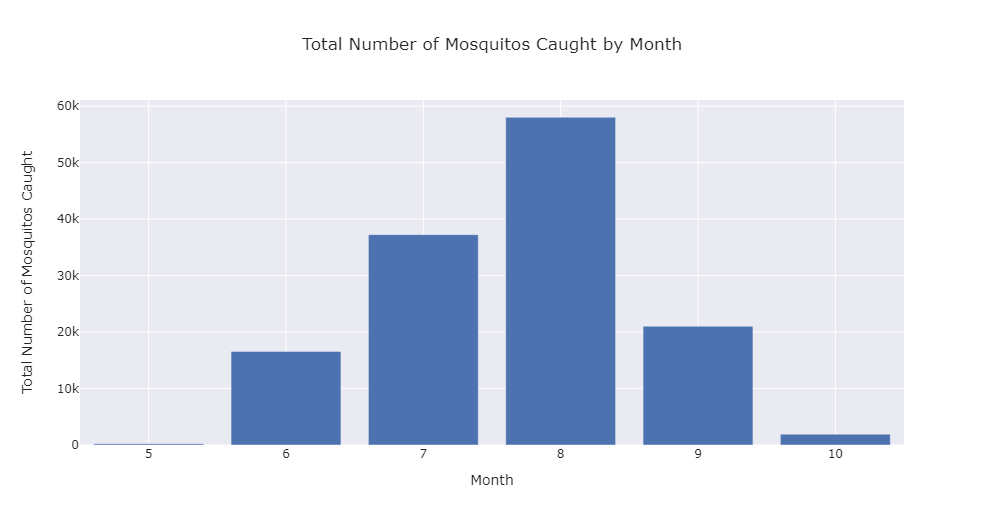 Total Number of Mosquitos Caught by Month
Total Number of Mosquitos Caught
60k
50k
40k
30k
20k
10k
0
5 6 7 8 9 10
Month